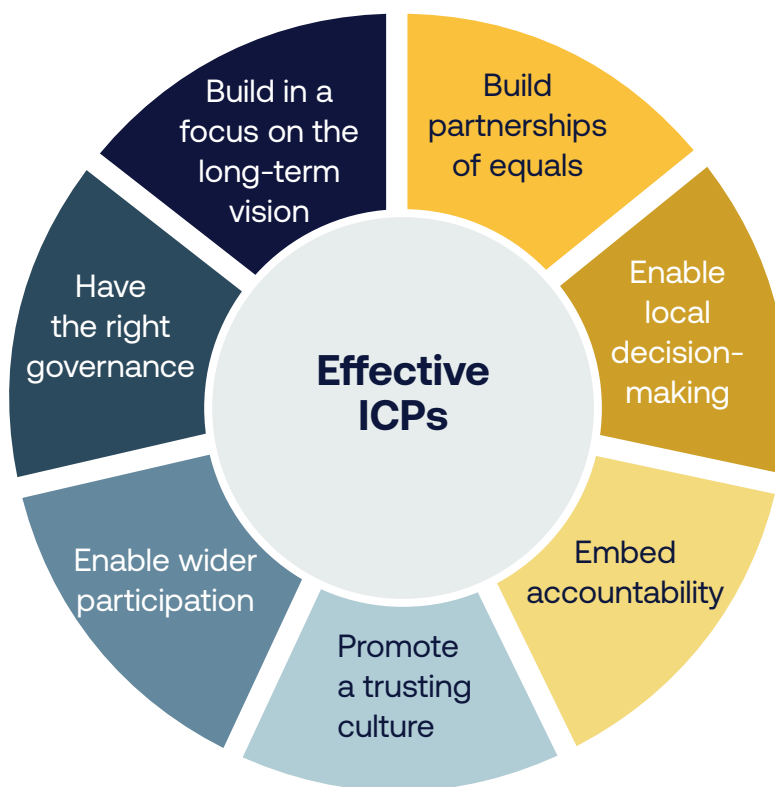 Build in a
focus on the
long-term
vision
Build
partnerships
of equals
Enable
local
decision-
making
Embed
accountability
Promote
a trusting
culture
Enable wider
participation
Have
the right
governance
Effective
ICPs